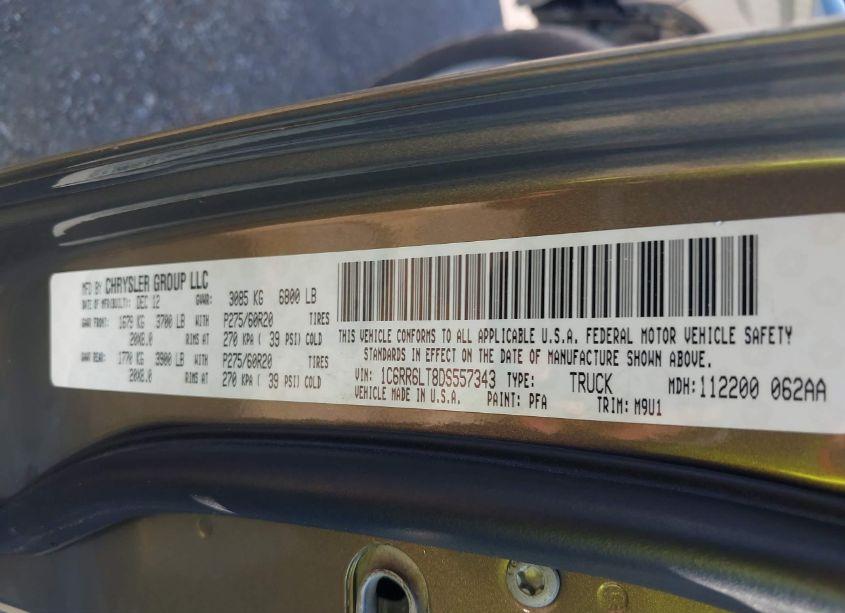 MFD BY CHRYSLER GROUP LLC
DATE OF MFR(BUILT): DEC 12 GVWR: 3085 KG 6800 LB
GAWR FRONT: 1679 KG 3700 LB WITH P275/60R20 TIRES
20X8.0 RIMS AT 270 KPA ( 39 PSI) COLD
GAWR REAR: 1770 KG 3900 LB WITH P275/60R20 TIRES
20X8.0 RIMS AT 270 KPA ( 39 PSI) COLD
THIS VEHICLE CONFORMS TO ALL APPLICABLE U.S.A. FEDERAL MOTOR VEHICLE SAFETY
STANDARDS IN EFFECT ON THE DATE OF MANUFACTURE SHOWN ABOVE.
VIN: 1C6RR6LT8DS557343 TYPE: TRUCK MDH: 112200 062AA
VEHICLE MADE IN U.S.A. PAINT: PFA TRIM: M9U1